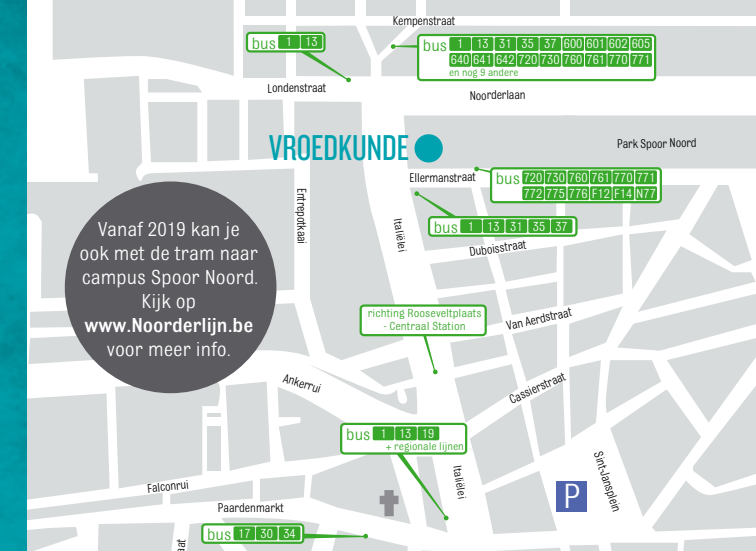 Kempenstraat
bus 1 13
bus 1 13 31 35 37 600 601 602 605
640 641 642 720 730 760 761 770 771
en nog 9 andere
Londenstraat
Noorderlaan
VROEDKUNDE
Park Spoor Noord
Ellermanstraat
bus 720 730 760 761 770 771
772 775 776 F12 F14 N77
Entrepotkaai
Italiëlei
bus 1 13 31 35 37
Duboisstraat
Vanaf 2019 kan je
ook met de tram naar
campus Spoor Noord.
Kijk op
www.Noorderlijn.be
voor meer info.
richting Rooseveltplaats
- Centraal Station
Van Aerdstraat
Ankerrui
Cassierstraat
bus 1 13 19
+ regionale lijnen
Italiëlei
Sint-Jansplein
Falconrui
P
Paardenmarkt
bus 17 30 34
aat